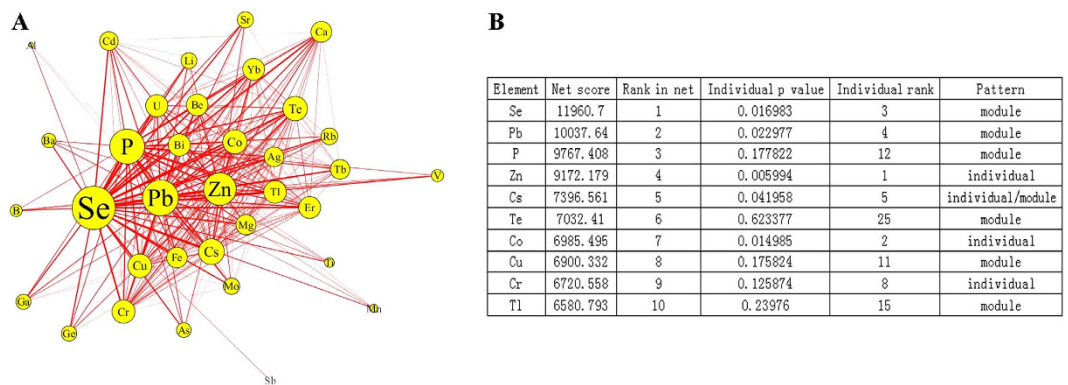 A
B
Sr
Cd
Ca
Al
Li
Yb
U
Be
Te
P
Bi
Co
Rb
Ba
Ag
Tb
V
Se
Pb
Zn
Tl
Er
B
Mg
Cu
Fe
Cs
Ti
Mo
Ga
Cr
Mn
Ge
As
Sb
Element Net score Rank in net Individual p value Individual rank Pattern
Se 11960.7 1 0.016983 3 module
Pb 10037.64 2 0.022977 4 module
P 9767.408 3 0.177822 12 module
Zn 9172.179 4 0.005994 1 individual
Cs 7396.561 5 0.041958 5 individual/module
Te 7032.41 6 0.623377 25 module
Co 6985.495 7 0.014985 2 individual
Cu 6900.332 8 0.175824 11 module
Cr 6720.558 9 0.125874 8 individual
Tl 6580.793 10 0.23976 15 module